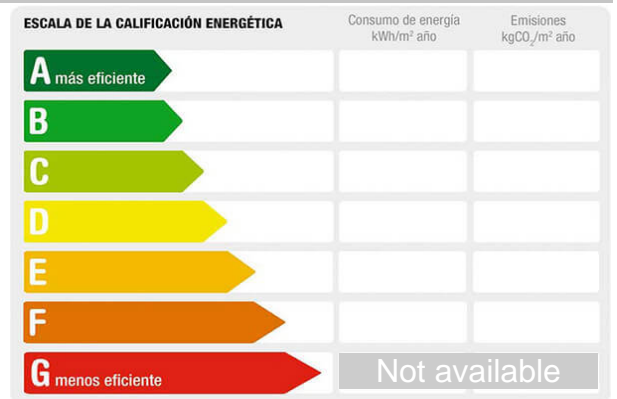 ESCALA DE LA CALIFICACIÓN ENERGÉTICA
Consumo de energía
kWh/m² año
Emisiones
kgCO₂/m² año
A más eficiente
B
C
D
E
F
G menos eficiente
Not available